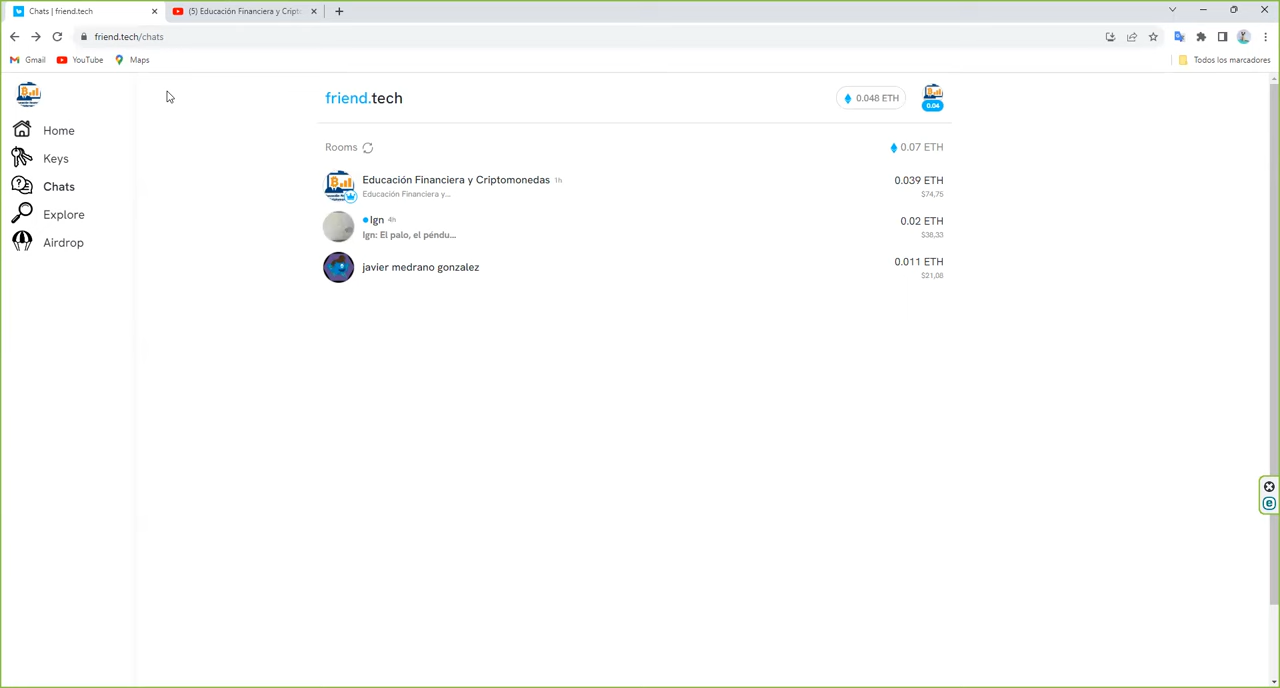 Chats | friend.tech
(5) Educación Financiera y Cripto
friend.tech/chats
Gmail
YouTube
Maps
Todos los marcadores
Home
Keys
Chats
Explore
Airdrop
friend.tech
0.048 ETH
0.04
Rooms
0.07 ETH
Educación Financiera y Criptomonedas 1h
Educación Financiera y...
0.039 ETH
$74,75
Ign 4h
Ign: El palo, el péndu...
0.02 ETH
$38,33
javier medrano gonzalez
0.011 ETH
$21,08